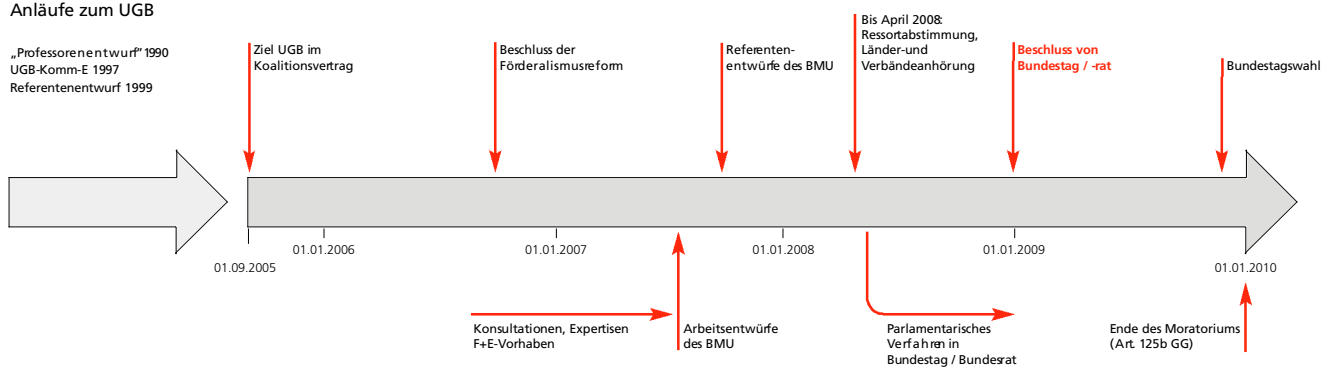 Anläufe zum UGB
„Professorenentwurf" 1990
UGB-Komm-E 1997
Referentenentwurf 1999
Ziel UGB im
Koalitionsvertrag
Beschluss der
Förderalismusreform
Referenten-
entwürfe des BMU
Bis April 2008:
Ressortabstimmung,
Länder-und
Verbändeanhörung
Beschluss von
Bundestag / -rat
Bundestagswahl
01.09.2005
01.01.2006
01.01.2007
01.01.2008
01.01.2009
01.01.2010
Konsultationen, Expertisen
F+E-Vorhaben
Arbeitsentwürfe
des BMU
Parlamentarisches
Verfahren in
Bundestag / Bundesrat
Ende des Moratoriums
(Art. 125b GG)